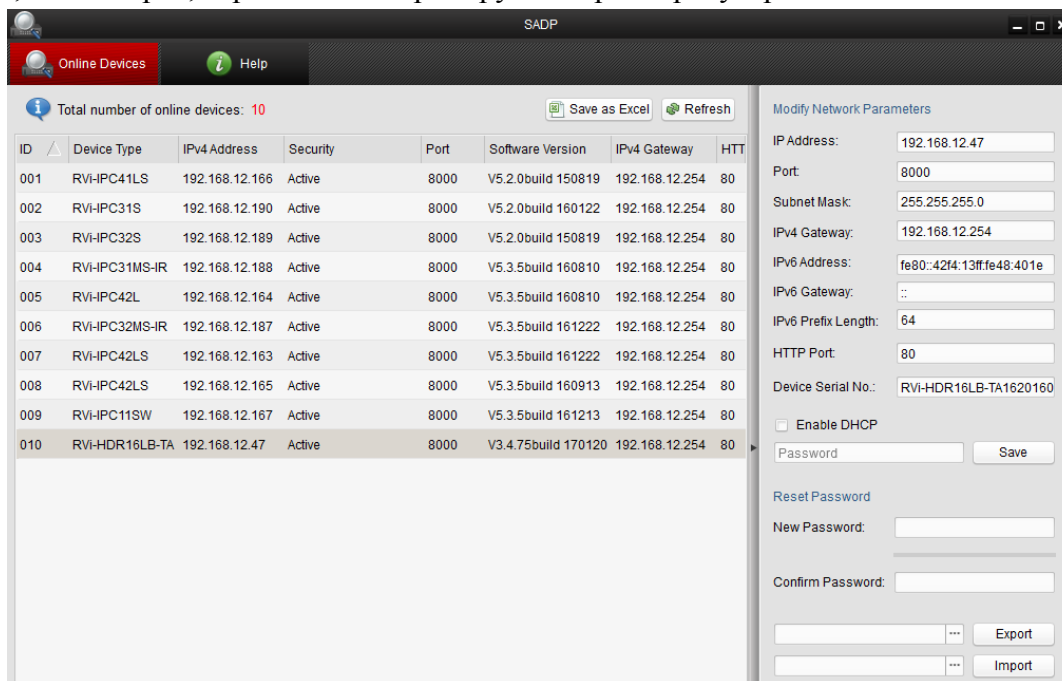 SADP
Online Devices Help
Total number of online devices: 10 Save as Excel Refresh
ID Device Type IPv4 Address Security Port Software Version IPv4 Gateway HTT
001 RVi-IPC41LS 192.168.12.166 Active 8000 V5.2.0build 150819 192.168.12.254 80
002 RVi-IPC31S 192.168.12.190 Active 8000 V5.2.0build 160122 192.168.12.254 80
003 RVi-IPC32S 192.168.12.189 Active 8000 V5.2.0build 150819 192.168.12.254 80
004 RVi-IPC31MS-IR 192.168.12.188 Active 8000 V5.3.5build 160810 192.168.12.254 80
005 RVi-IPC42L 192.168.12.164 Active 8000 V5.3.5build 160810 192.168.12.254 80
006 RVi-IPC32MS-IR 192.168.12.187 Active 8000 V5.3.5build 161222 192.168.12.254 80
007 RVi-IPC42LS 192.168.12.163 Active 8000 V5.3.5build 161222 192.168.12.254 80
008 RVi-IPC42LS 192.168.12.165 Active 8000 V5.3.5build 160913 192.168.12.254 80
009 RVi-IPC11SW 192.168.12.167 Active 8000 V5.3.5build 161213 192.168.12.254 80
010 RVi-HDR16LB-TA 192.168.12.47 Active 8000 V3.4.75build 170120 192.168.12.254 80
Modify Network Parameters
IP Address: 192.168.12.47
Port: 8000
Subnet Mask: 255.255.255.0
IPv4 Gateway: 192.168.12.254
IPv6 Address: fe80::42f4:13ff:fe48:401e
IPv6 Gateway: ::
IPv6 Prefix Length: 64
HTTP Port: 80
Device Serial No.: RVi-HDR16LB-TA1620160
Enable DHCP
Password Save
Reset Password
New Password:
Confirm Password:
... Export
... Import